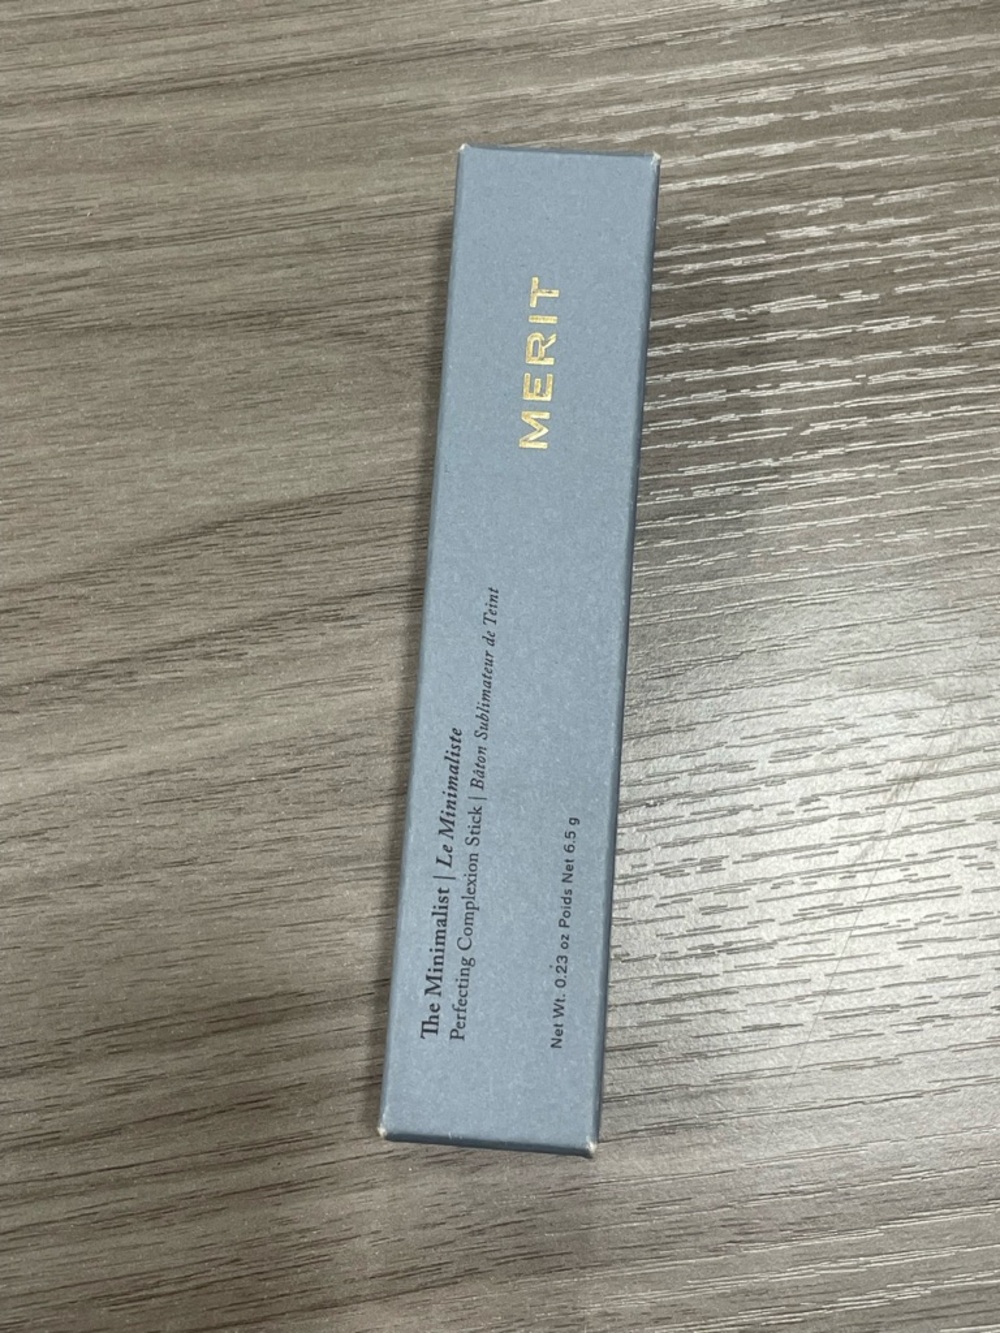 MERIT
The Minimalist | Le Minimaliste
Perfecting Complexion Stick | Bâton Sublimateur de Teint
Net Wt. 0.23 oz Poids Net 6.5 g